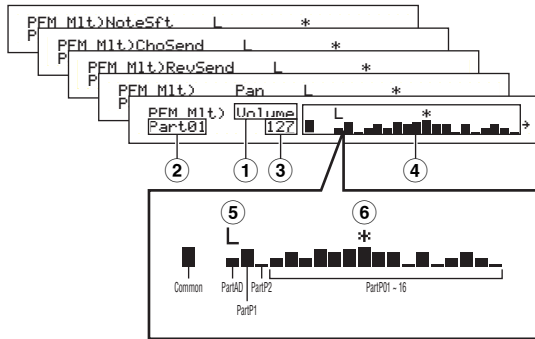 PFM Mlt)NoteSft L *
P
PFM Mlt)ChoSend L *
P
PFM Mlt)RevSend L *
P
PFM Mlt) Pan L *
P
PFM Mlt) Volume L *
Part01 127
2 1 3 4
5 6
L *
Common PartAD PartP2 PartP01 - 16
PartP1